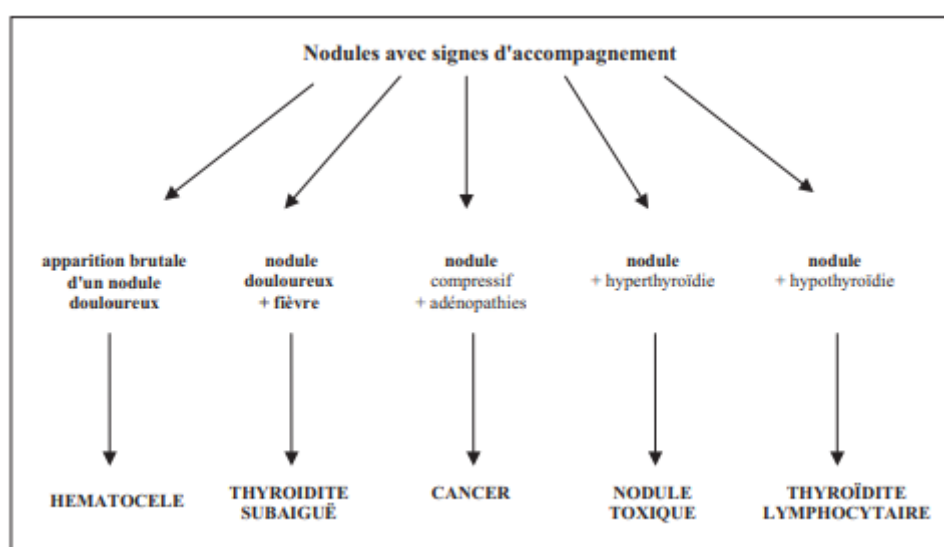 Nodules avec signes d'accompagnement
apparition brutale
d'un nodule
douloureux
nodule
douloureux
+ fièvre
nodule
compressif
+ adénopathies
nodule
+ hyperthyroïdie
nodule
+ hypothyroïdie
HEMATOCELE
THYROIDITE
SUBAIGUË
CANCER
NODULE
TOXIQUE
THYROÏDITE
LYMPHOCYTAIRE